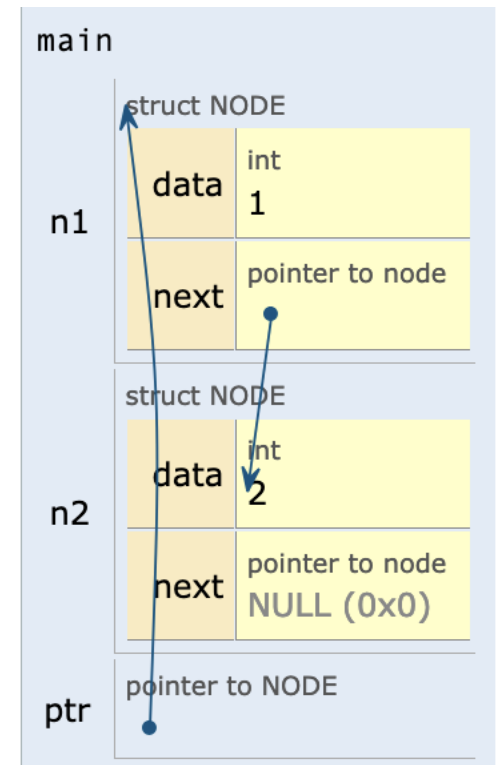 main
struct NODE
int
data
1
n1
pointer to node
next
struct NODE
int
data
2
n2
pointer to node
next
NULL (0x0)
pointer to NODE
ptr